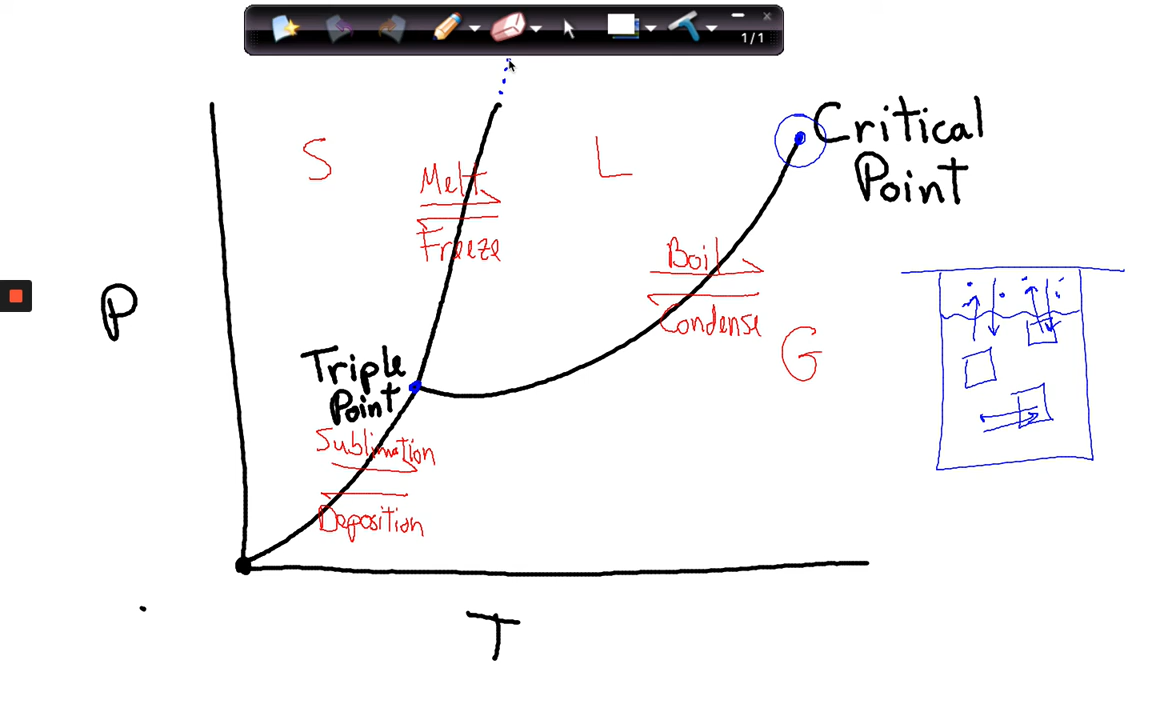 1/1
Critical
Point
S
L
Melt
Freeze
Boil
Condense
G
P
Triple
Point
Sublimation
Deposition
T